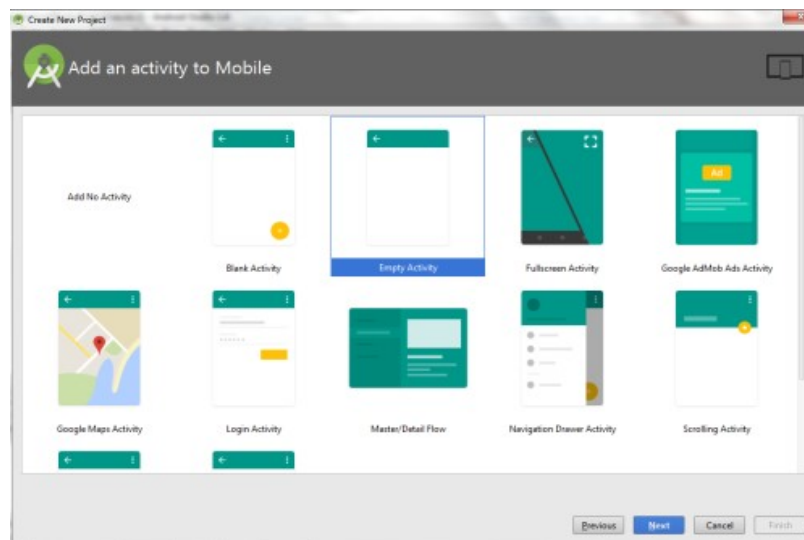 Create New Project
Add an activity to Mobile
Add No Activity
Blank Activity
Empty Activity
Fullscreen Activity
Ad
Google AdMob Ads Activity
Google Maps Activity
Login Activity
Master/Detail Flow
Navigation Drawer Activity
Scrolling Activity
Previous
Next
Cancel
Finish